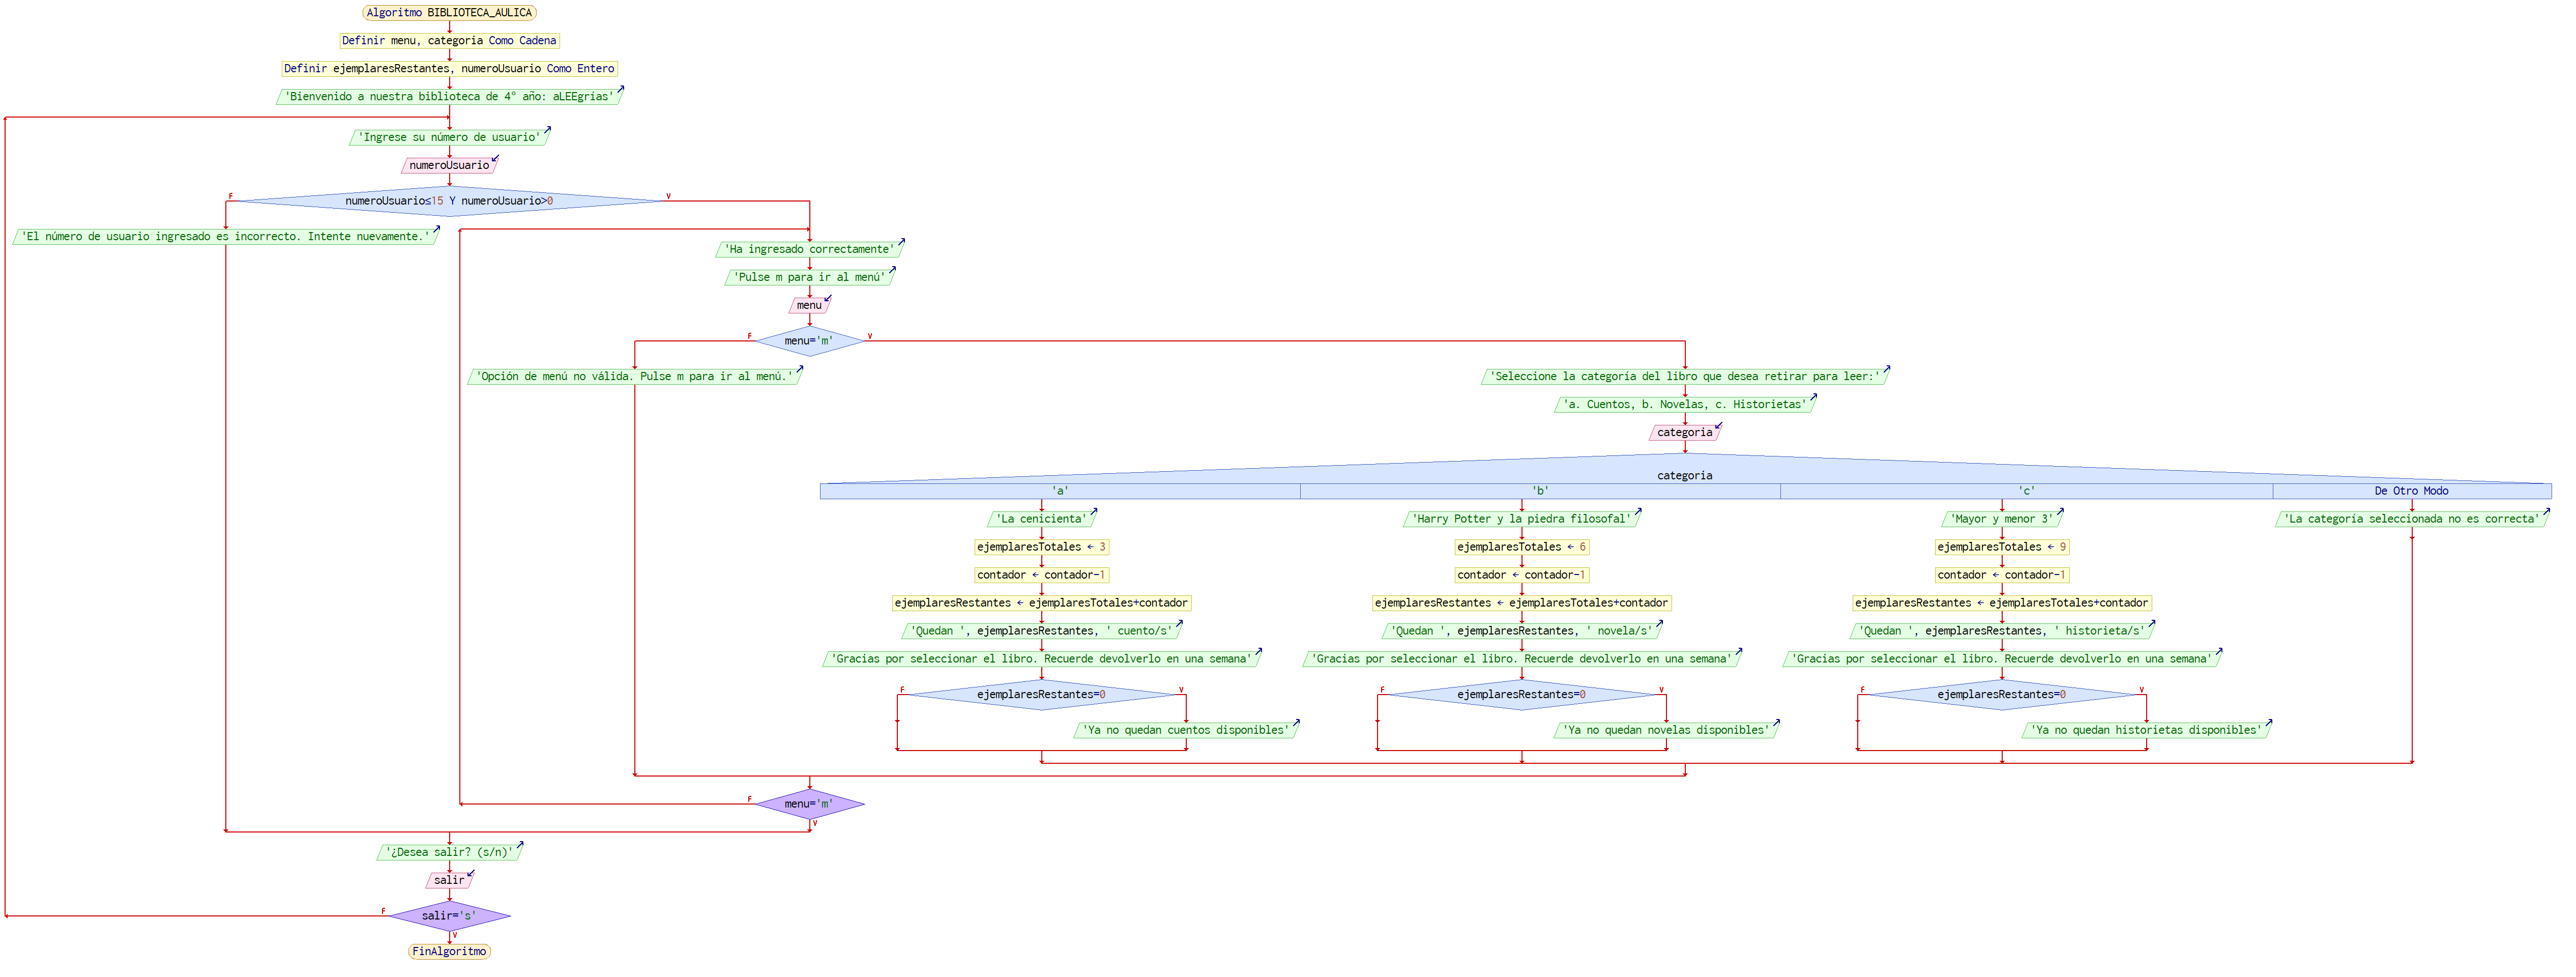 Algoritmo BIBLIOTECA_AULICA
Definir menu, categoria Como Cadena
Definir ejemplaresRestantes, numeroUsuario Como Entero
'Bienvenido a nuestra biblioteca de 4° año: aLEEgrías'
'Ingrese su número de usuario'
numeroUsuario
F
numeroUsuario≤15 Y numeroUsuario>0
V
'El número de usuario ingresado es incorrecto. Intente nuevamente.'
'Ha ingresado correctamente'
'Pulse m para ir al menú'
menu
F
menu='m'
V
'Opción de menú no válida. Pulse m para ir al menú.'
'Seleccione la categoría del libro que desea retirar para leer:'
'a. Cuentos, b. Novelas, c. Historietas'
categoria
categoria
'a'
'b'
'c'
De Otro Modo
'La cenicienta'
'Harry Potter y la piedra filosofal'
'Mayor y menor 3'
'La categoría seleccionada no es correcta'
ejemplaresTotales ← 3
ejemplaresTotales ← 6
ejemplaresTotales ← 9
contador ← contador-1
contador ← contador-1
contador ← contador-1
ejemplaresRestantes ← ejemplaresTotales+contador
ejemplaresRestantes ← ejemplaresTotales+contador
ejemplaresRestantes ← ejemplaresTotales+contador
'Quedan ', ejemplaresRestantes, ' cuento/s'
'Quedan ', ejemplaresRestantes, ' novela/s'
'Quedan ', ejemplaresRestantes, ' historieta/s'
'Gracias por seleccionar el libro. Recuerde devolverlo en una semana'
'Gracias por seleccionar el libro. Recuerde devolverlo en una semana'
'Gracias por seleccionar el libro. Recuerde devolverlo en una semana'
F
ejemplaresRestantes=0
V
F
ejemplaresRestantes=0
V
F
ejemplaresRestantes=0
V
'Ya no quedan cuentos disponibles'
'Ya no quedan novelas disponibles'
'Ya no quedan historietas disponibles'
F
menu='m'
V
'¿Desea salir? (s/n)'
salir
F
salir='s'
V
FinAlgoritmo